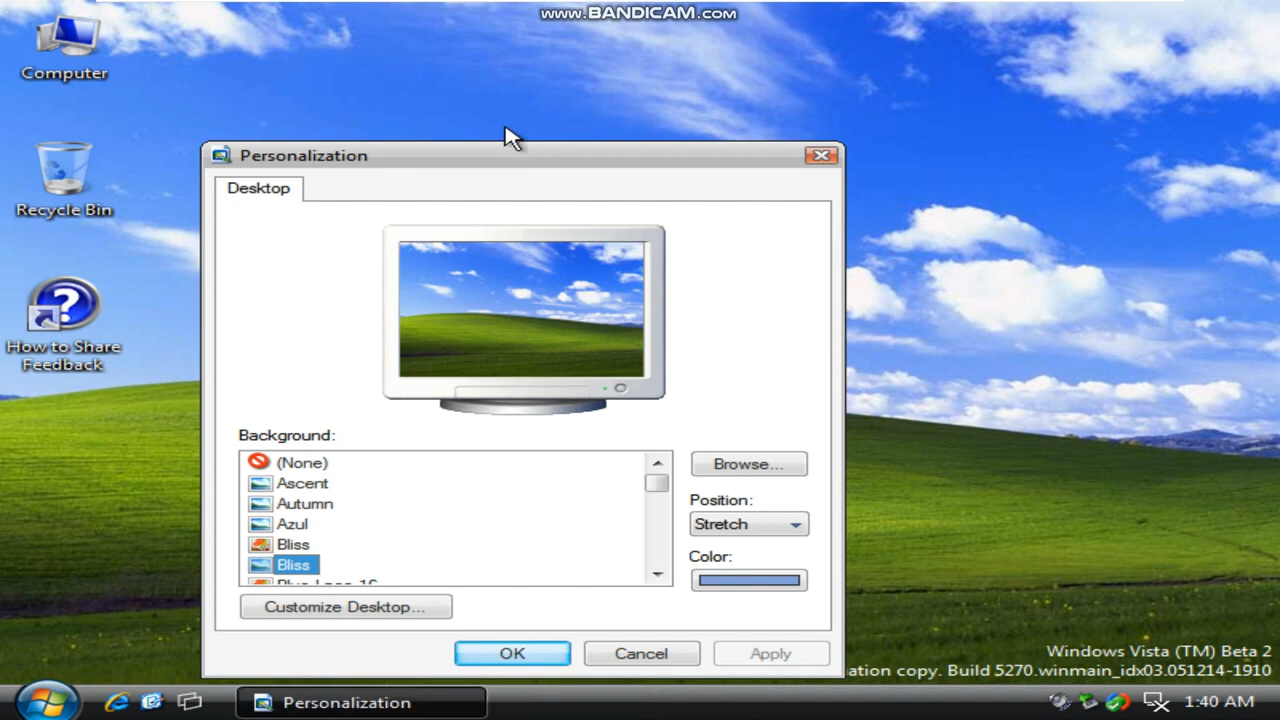 www.BANDICAM.com
Computer
Recycle Bin
How to Share
Feedback
Personalization
Desktop
Background:
(None)
Ascent
Autumn
Azul
Bliss
Bliss
Browse...
Position:
Stretch
Color:
Customize Desktop...
OK
Cancel
Apply
Windows Vista (TM) Beta 2
ation copy. Build 5270.winmain_idx03.051214-1910
Personalization
1:40 AM